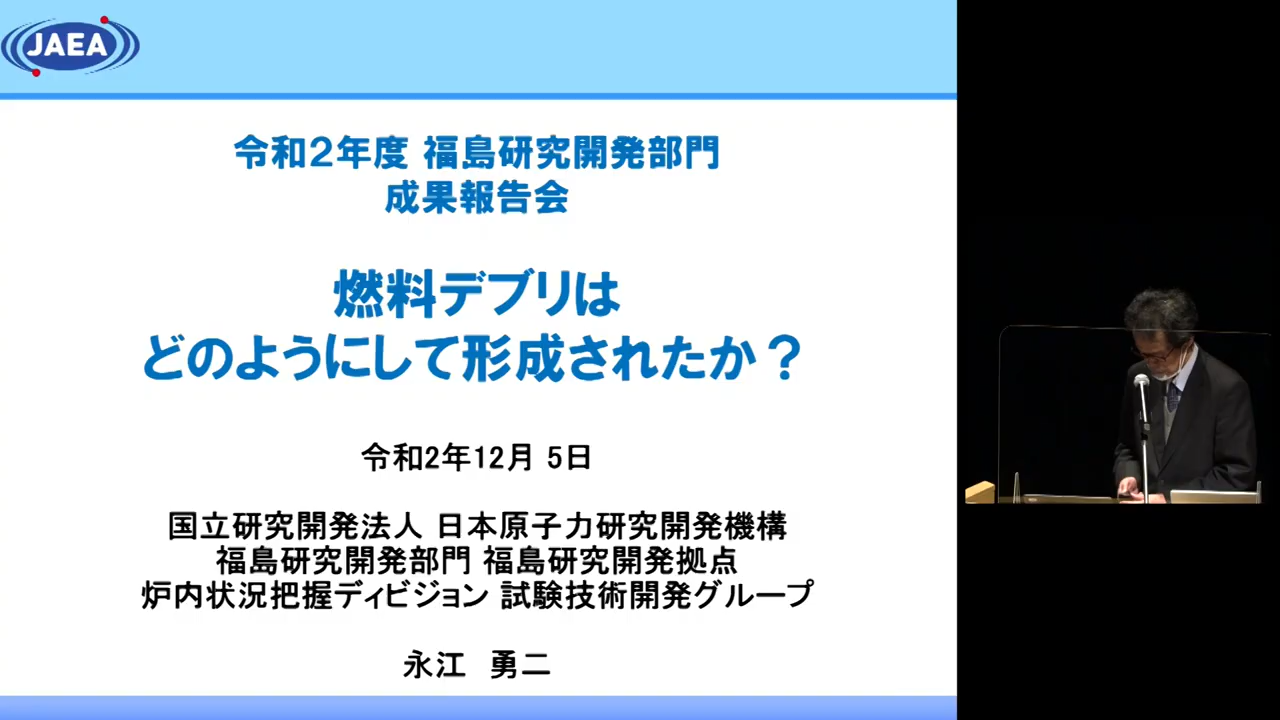 JAEA
令和２年度 福島研究開発部門
成果報告会
燃料デブリは
どのようにして形成されたか？
令和2年12月 5日
国立研究開発法人 日本原子力研究開発機構
福島研究開発部門 福島研究開発拠点
炉内状況把握ディビジョン 試験技術開発グループ
永江　勇二